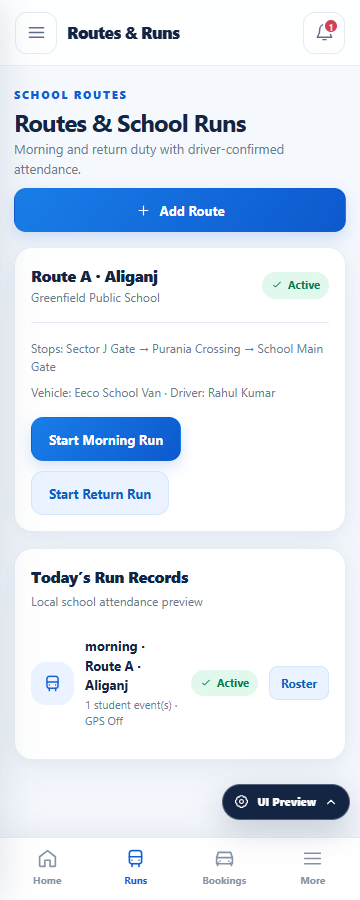 Routes & Runs
1
SCHOOL ROUTES
Routes & School Runs
Morning and return duty with driver-confirmed
attendance.
+ Add Route
Route A · Aliganj
Greenfield Public School
Active
Stops: Sector J Gate → Purania Crossing → School Main
Gate
Vehicle: Eeco School Van · Driver: Rahul Kumar
Start Morning Run
Start Return Run
Today's Run Records
Local school attendance preview
morning ·
Route A ·
Aliganj
1 student event(s) ·
GPS Off
Active
Roster
UI Preview
Home
Runs
Bookings
More